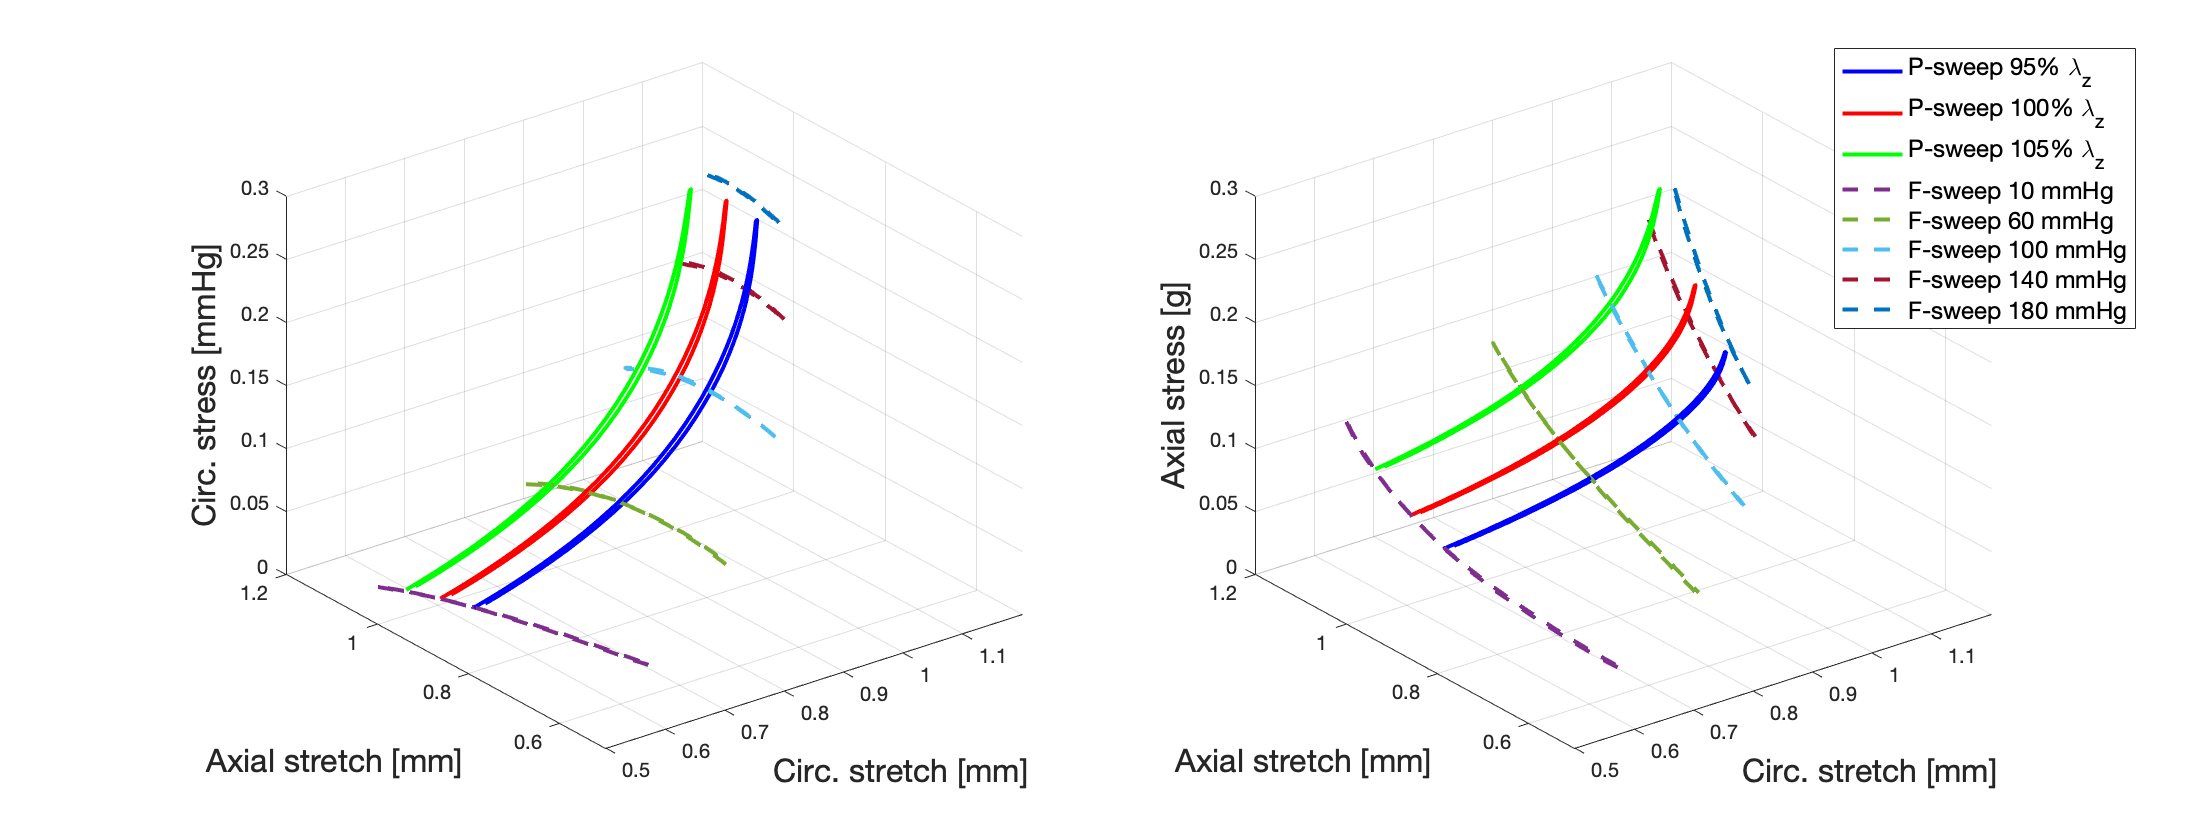 0.3
0.25
0.2
0.15
0.1
0.05
0
Circ. stress [mmHg]
1.2
1
0.8
0.6
Axial stretch [mm]
0.5
0.6
0.7
0.8
0.9
1
1.1
Circ. stretch [mm]
0.3
0.25
0.2
0.15
0.1
0.05
0
Axial stress [g]
1.2
1
0.8
0.6
Axial stretch [mm]
0.5
0.6
0.7
0.8
0.9
1
1.1
Circ. stretch [mm]
P-sweep 95% λz
P-sweep 100% λz
P-sweep 105% λz
F-sweep 10 mmHg
F-sweep 60 mmHg
F-sweep 100 mmHg
F-sweep 140 mmHg
F-sweep 180 mmHg